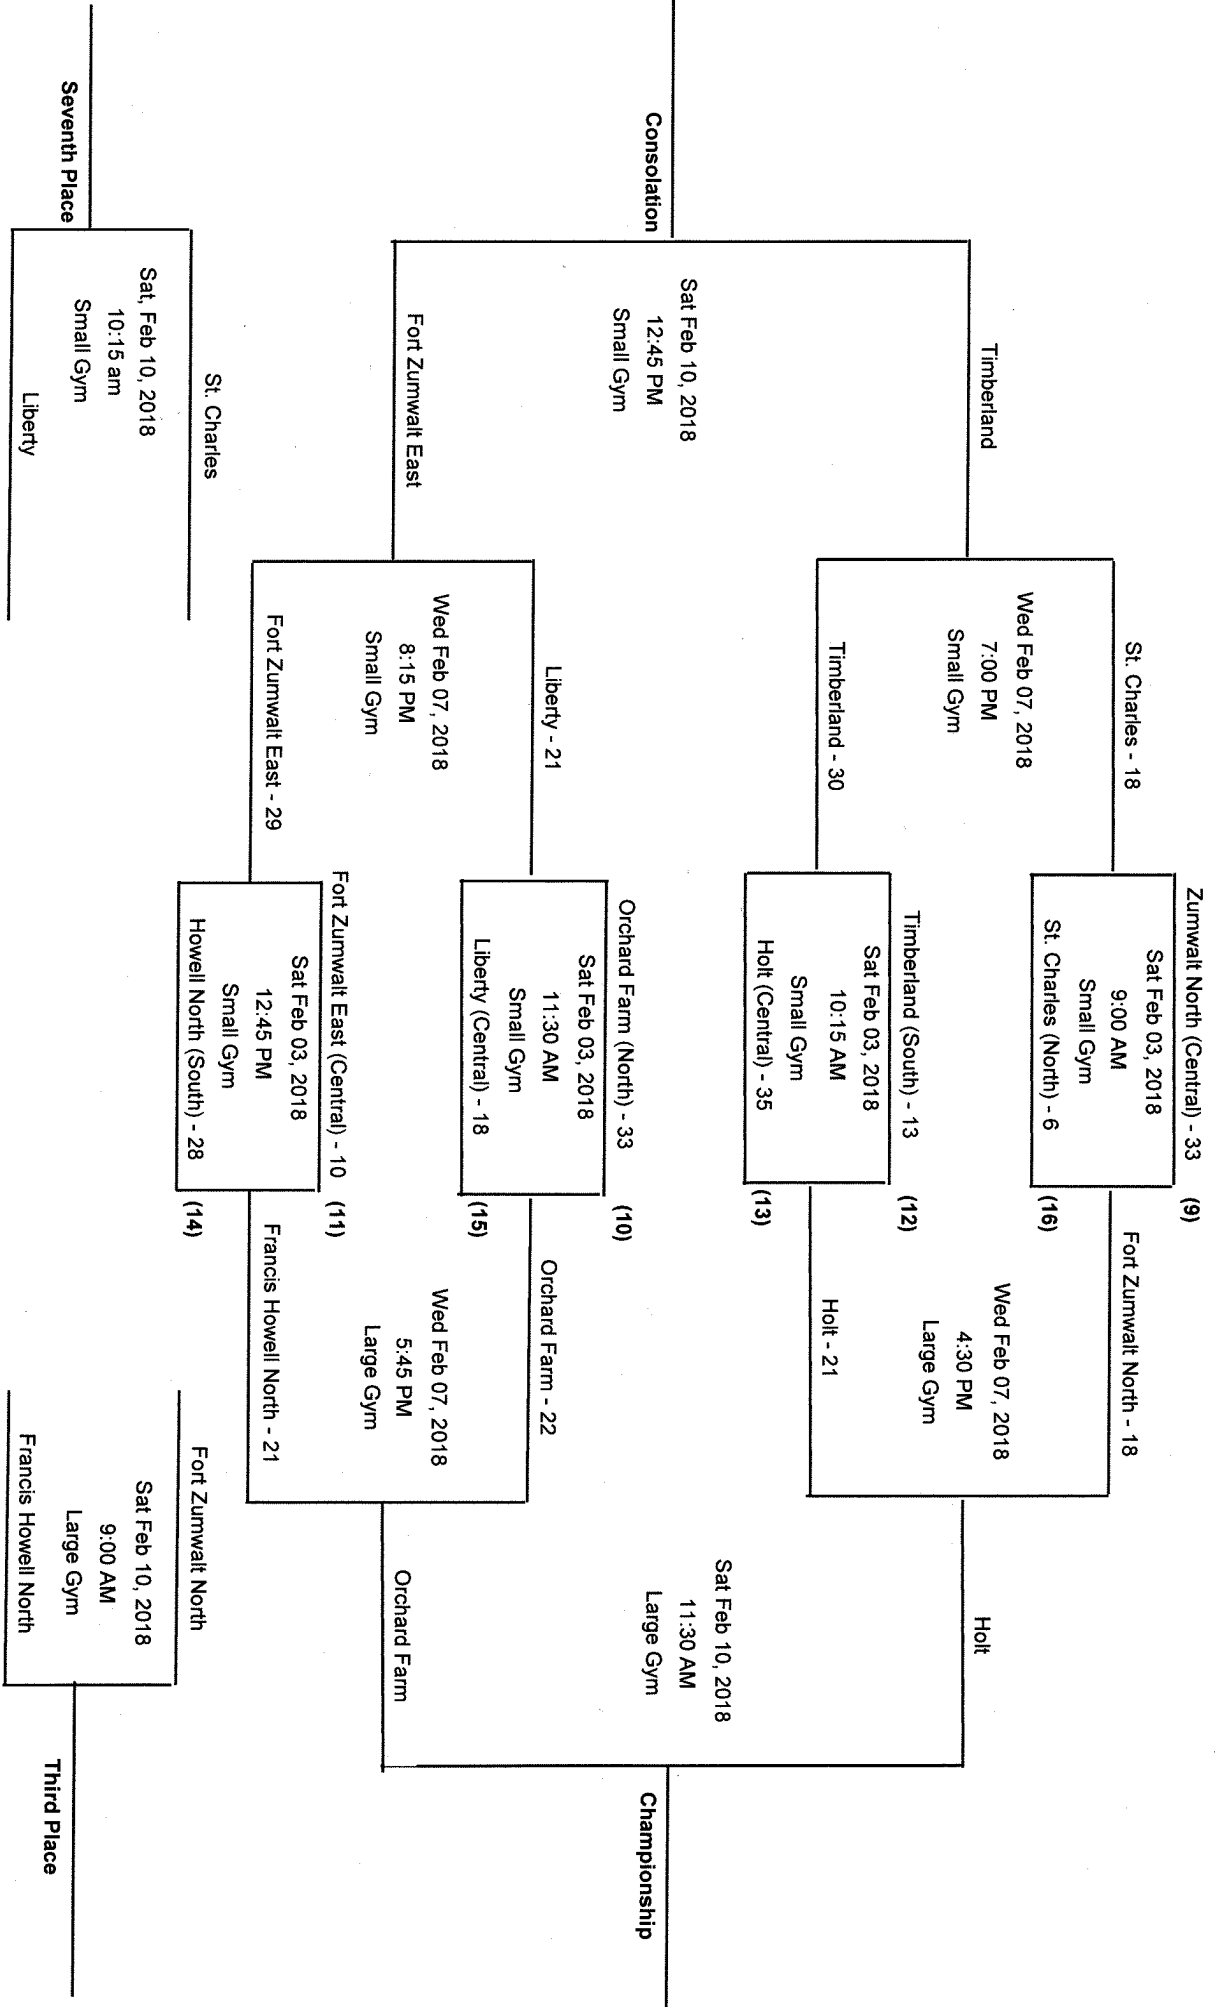 Zumwalt North (Central) - 33
(9)
Sat Feb 03, 2018
9:00 AM
Small Gym
St. Charles (North) - 6
(16)
St. Charles - 18
Fort Zumwalt North - 18
Wed Feb 07, 2018
7:00 PM
Small Gym
Wed Feb 07, 2018
4:30 PM
Large Gym
Timberland
Holt
Timberland (South) - 13
(12)
Sat Feb 03, 2018
10:15 AM
Small Gym
Holt (Central) - 35
(13)
Timberland - 30
Holt - 21
Sat Feb 10, 2018
12:45 PM
Small Gym
Consolation
Sat Feb 10, 2018
11:30 AM
Large Gym
Championship
Orchard Farm (North) - 33
(10)
Sat Feb 03, 2018
11:30 AM
Small Gym
Liberty (Central) - 18
(15)
Liberty - 21
Orchard Farm - 22
Wed Feb 07, 2018
8:15 PM
Small Gym
Wed Feb 07, 2018
5:45 PM
Large Gym
Fort Zumwalt East
Orchard Farm
Fort Zumwalt East (Central) - 10
(11)
Sat Feb 03, 2018
12:45 PM
Small Gym
Howell North (South) - 28
(14)
Fort Zumwalt East - 29
Francis Howell North - 21
St. Charles
Sat, Feb 10, 2018
10:15 am
Small Gym
Liberty
Seventh Place
Fort Zumwalt North
Sat Feb 10, 2018
9:00 AM
Large Gym
Francis Howell North
Third Place